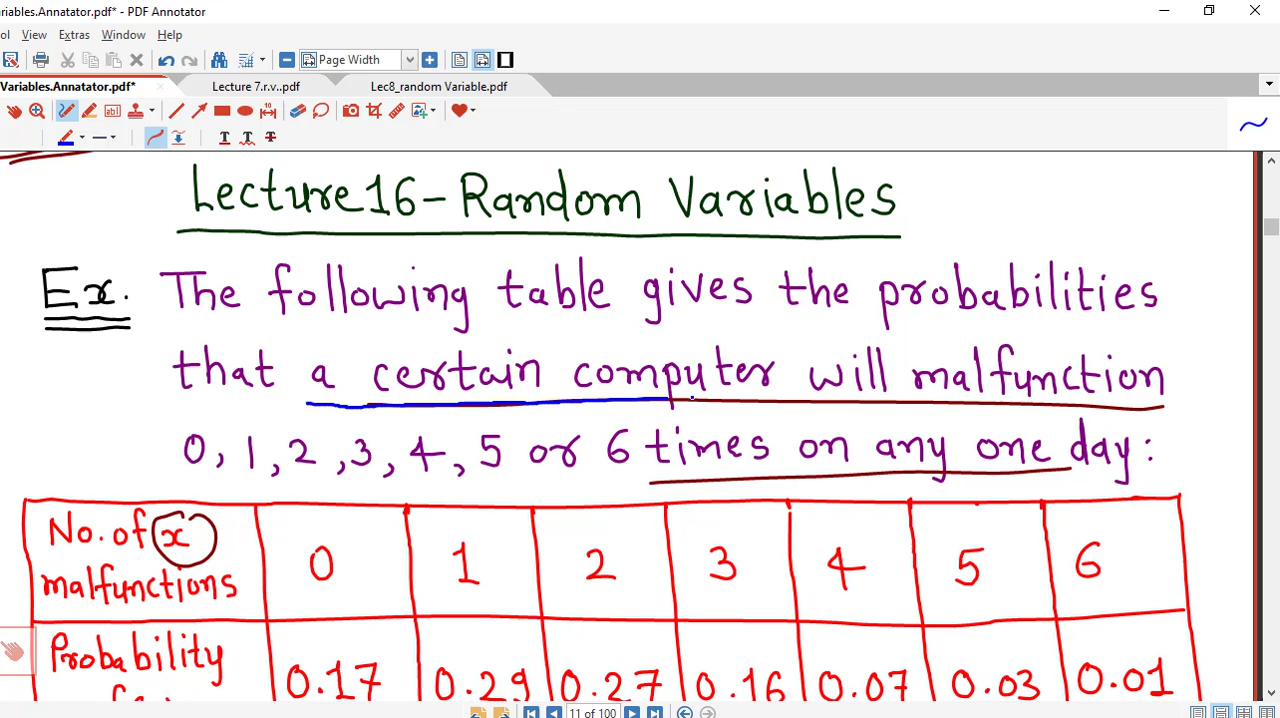 ariables.Annatator.pdf* - PDF Annotator
ol View Extras Window Help
Page Width
Variables.Annatator.pdf* Lecture 7.r.v..pdf Lec8_random Variable.pdf
Lecture16-Random Variables
Ex. The following table gives the probabilities
that a certain computer will malfunction
0, 1, 2, 3, 4, 5 or 6 times on any one day:
No. of x malfunctions 0 1 2 3 4 5 6
Probability 0.17 0.29 0.27 0.16 0.07 0.03 0.01
11 of 100